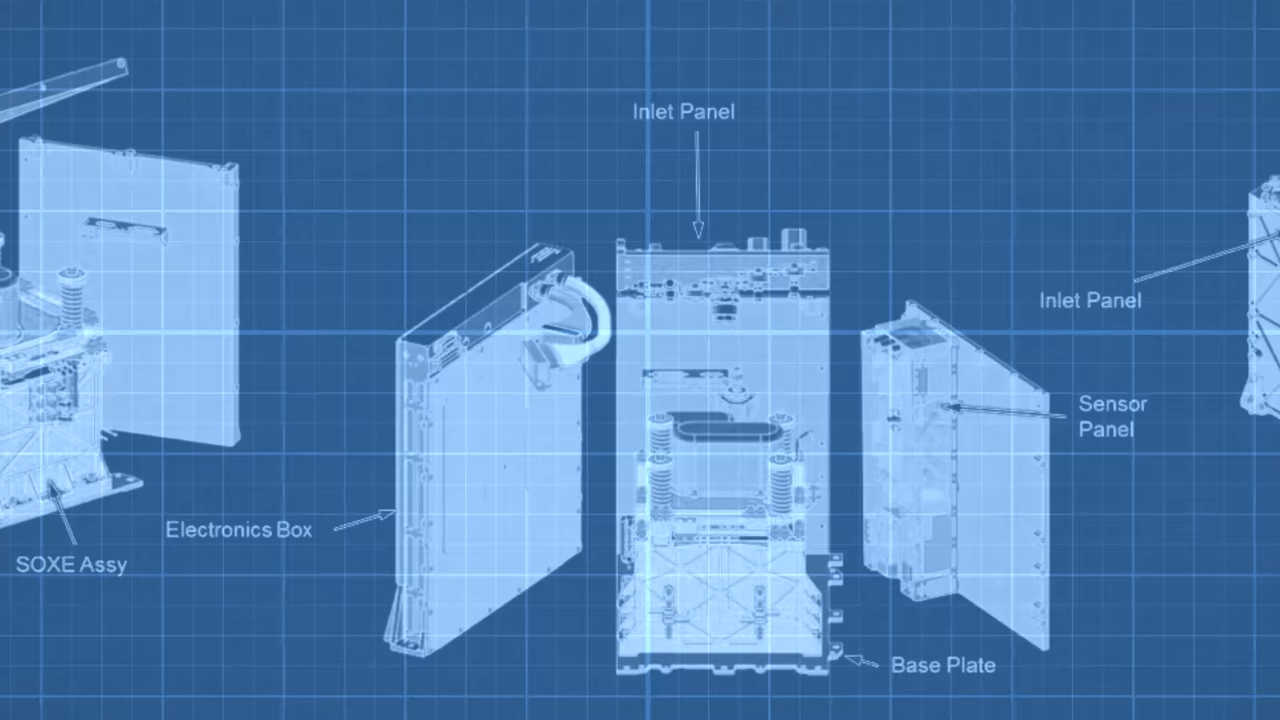 Inlet Panel
Inlet Panel
Sensor
Panel
Electronics Box
SOXE Assy
Base Plate